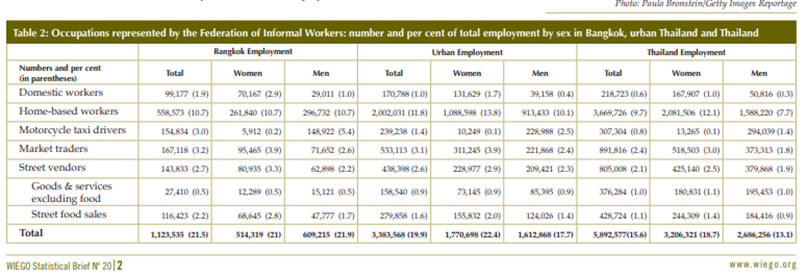 Photo: Paula Bronstein/Getty Images Reportage
Table 2: Occupations represented by the Federation of Informal Workers: number and per cent of total employment by sex in Bangkok, urban Thailand and Thailand
Bangkok Employment Urban Employment Thailand Employment
Numbers and per cent
(in parentheses) Total Women Men Total Women Men Total Women Men
Domestic workers 99,177 (1.9) 70,167 (2.9) 29,011 (1.0) 170,788 (1.0) 131,629 (1.7) 39,158 (0.4) 218,723 (0.6) 167,907 (1.0) 50,816 (0.3)
Home-based workers 558,573 (10.7) 261,840 (10.7) 296,732 (10.7) 2,002,031 (11.8) 1,088,598 (13.8) 913,433 (10.1) 3,669,726 (9.7) 2,081,506 (12.1) 1,588,220 (7.7)
Motorcycle taxi drivers 154,834 (3.0) 5,912 (0.2) 148,922 (5.4) 239,238 (1.4) 10,249 (0.1) 228,988 (2.5) 307,304 (0.8) 13,265 (0.1) 294,039 (1.4)
Market traders 167,118 (3.2) 95,465 (3.9) 71,652 (2.6) 533,113 (3.1) 311,245 (3.9) 221,868 (2.4) 891,816 (2.4) 518,503 (3.0) 373,313 (1.8)
Street vendors 143,833 (2.7) 80,935 (3.3) 62,898 (2.2) 438,398 (2.6) 228,977 (2.9) 209,421 (2.3) 805,008 (2.1) 425,140 (2.5) 379,868 (1.9)
Goods & services
excluding food 27,410 (0.5) 12,289 (0.5) 15,121 (0.5) 158,540 (0.9) 73,145 (0.9) 85,395 (0.9) 376,284 (1.0) 180,831 (1.1) 195,453 (1.0)
Street food sales 116,423 (2.2) 68,645 (2.8) 47,777 (1.7) 279,858 (1.6) 155,832 (2.0) 124,026 (1.4) 428,724 (1.1) 244,309 (1.4) 184,416 (0.9)
Total 1,123,535 (21.5) 514,319 (21) 609,215 (21.9) 3,383,568 (19.9) 1,770,698 (22.4) 1,612,868 (17.7) 5,892,577(15.6) 3,206,321 (18.7) 2,686,256 (13.1)
WIEGO Statistical Brief Nº 20 | 2 www.wiego.org